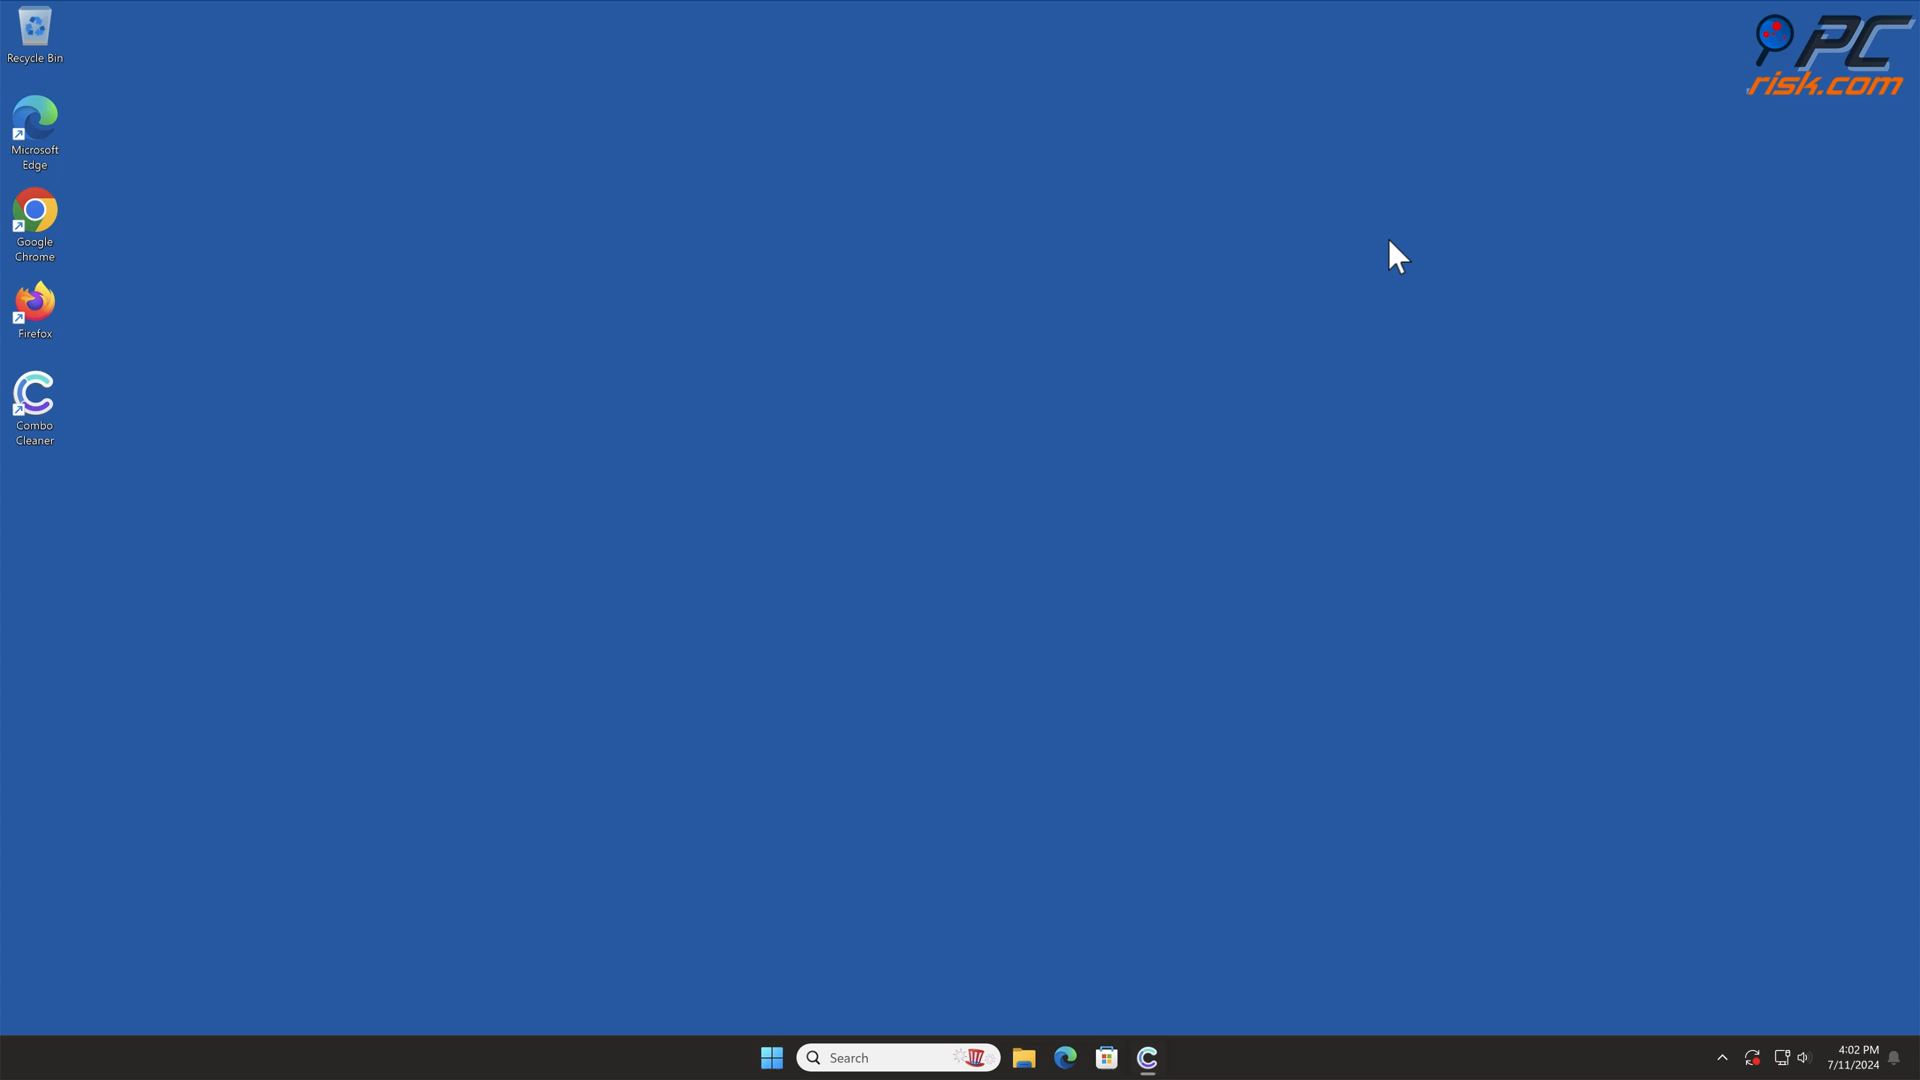 Recycle Bin
PC
risk.com
Microsoft
Edge
Google
Chrome
Firefox
Combo
Cleaner
Search
4:02 PM
7/11/2024